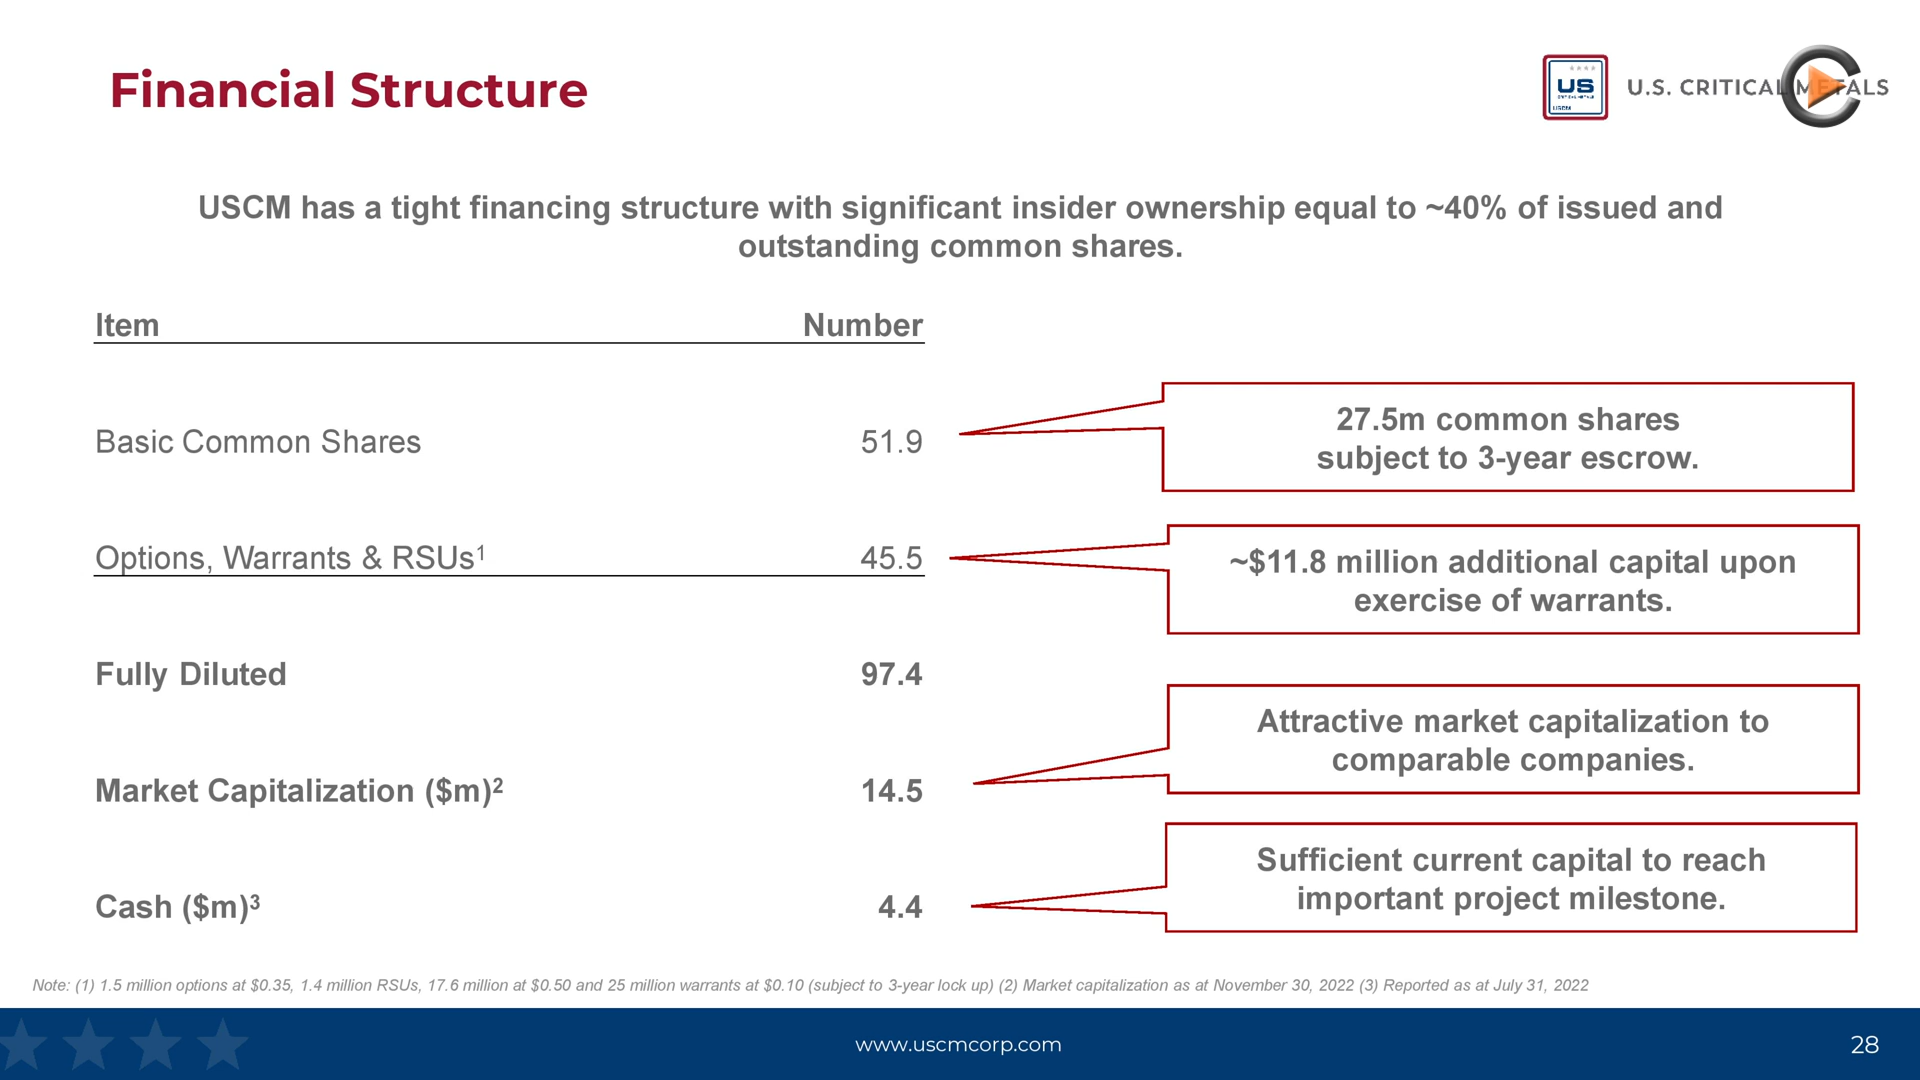 Financial Structure
US
USCM
U.S. CRITICAL METALS
USCM has a tight financing structure with significant insider ownership equal to ~40% of issued and
outstanding common shares.
Item Number
Basic Common Shares 51.9
27.5m common shares
subject to 3-year escrow.
Options, Warrants & RSUs¹ 45.5
~$11.8 million additional capital upon
exercise of warrants.
Fully Diluted 97.4
Attractive market capitalization to
comparable companies.
Market Capitalization ($m)² 14.5
Sufficient current capital to reach
important project milestone.
Cash ($m)³ 4.4
Note: (1) 1.5 million options at $0.35, 1.4 million RSUs, 17.6 million at $0.50 and 25 million warrants at $0.10 (subject to 3-year lock up) (2) Market capitalization as at November 30, 2022 (3) Reported as at July 31, 2022
www.uscmcorp.com
28